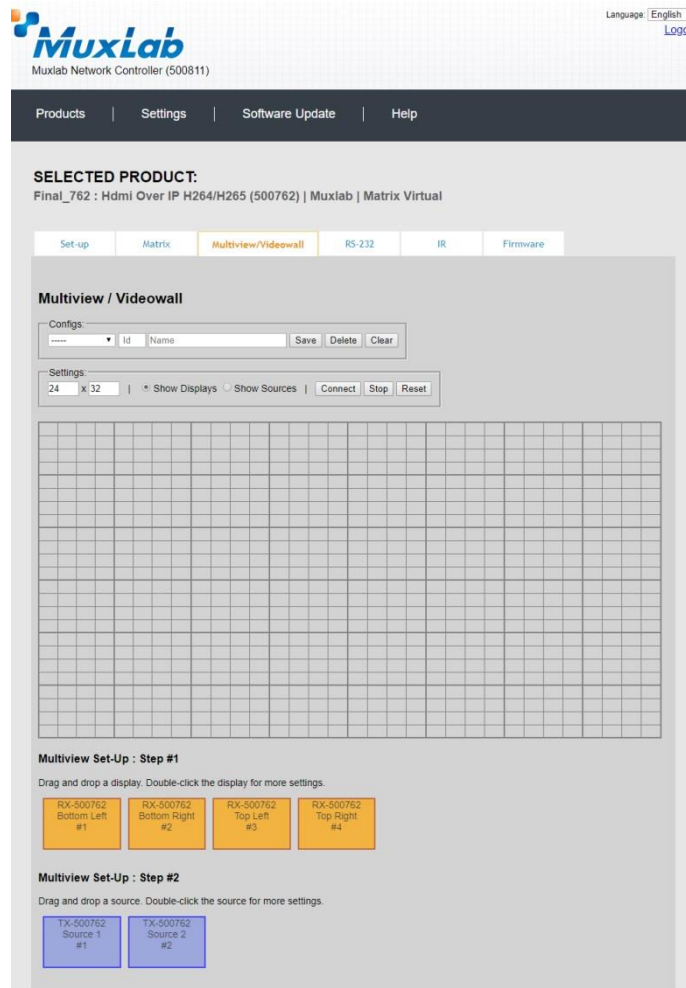 Language: English
Logo
MuxLab
Muxlab Network Controller (500811)
Products | Settings | Software Update | Help
SELECTED PRODUCT:
Final_762 : Hdmi Over IP H264/H265 (500762) | Muxlab | Matrix Virtual
Set-up Matrix Multiview/Videowall RS-232 IR Firmware
Multiview / Videowall
Configs:
----- Id Name Save Delete Clear
Settings:
24 x 32 | Show Displays Show Sources | Connect Stop Reset
Multiview Set-Up : Step #1
Drag and drop a display. Double-click the display for more settings.
RX-500762 RX-500762 RX-500762 RX-500762
Bottom Left Bottom Right Top Left Top Right
#1 #2 #3 #4
Multiview Set-Up : Step #2
Drag and drop a source. Double-click the source for more settings.
TX-500762 TX-500762
Source 1 Source 2
#1 #2